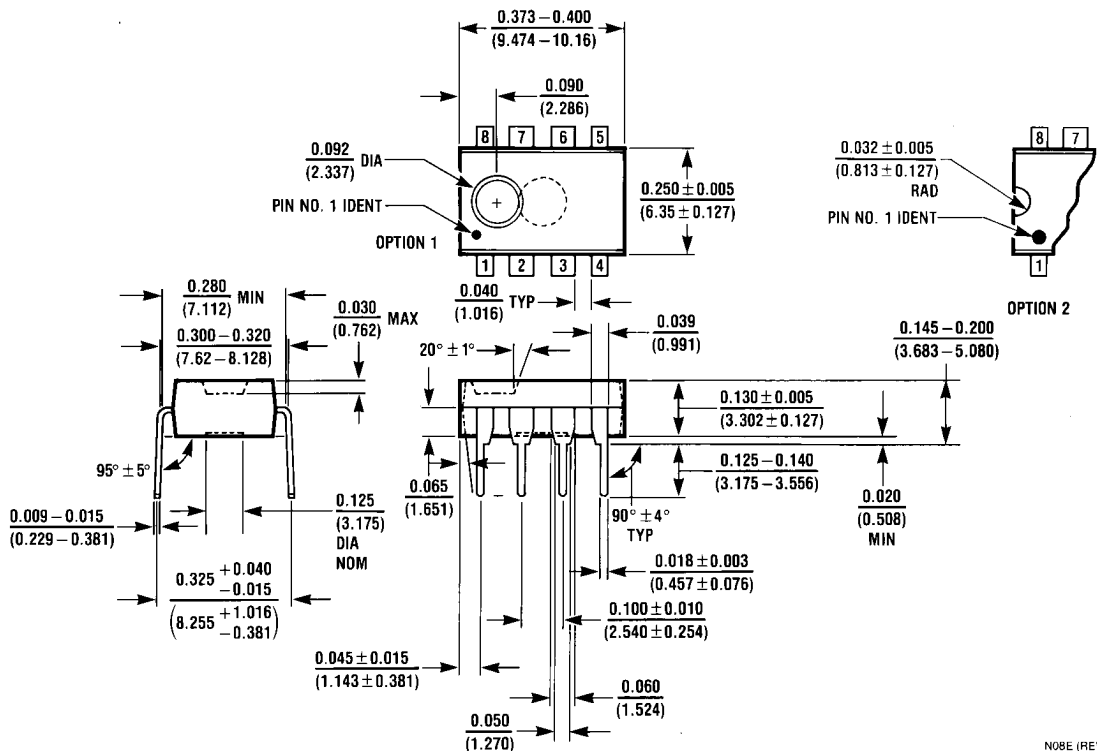 0.373 – 0.400
(9.474 – 10.16)
0.090
(2.286)
8 7 6 5
0.092 DIA
(2.337)
PIN NO. 1 IDENT
OPTION 1
0.250 ± 0.005
(6.35 ± 0.127)
1 2 3 4
8 7
0.032 ± 0.005
(0.813 ± 0.127)
RAD
PIN NO. 1 IDENT
1
OPTION 2
0.280 MIN
(7.112)
0.300 – 0.320
(7.62 – 8.128)
0.030 MAX
(0.762)
0.040 TYP
(1.016)
0.039
(0.991)
20° ± 1°
0.145 – 0.200
(3.683 – 5.080)
0.130 ± 0.005
(3.302 ± 0.127)
95° ± 5°
0.065
(1.651)
0.125 – 0.140
(3.175 – 3.556)
0.020
(0.508)
MIN
90° ± 4°
TYP
0.009 – 0.015
(0.229 – 0.381)
0.125
(3.175)
DIA
NOM
0.018 ± 0.003
(0.457 ± 0.076)
0.325 +0.040
−0.015
(8.255 +1.016
−0.381)
0.100 ± 0.010
(2.540 ± 0.254)
0.045 ± 0.015
(1.143 ± 0.381)
0.060
(1.524)
0.050
(1.270)
N08E (RE